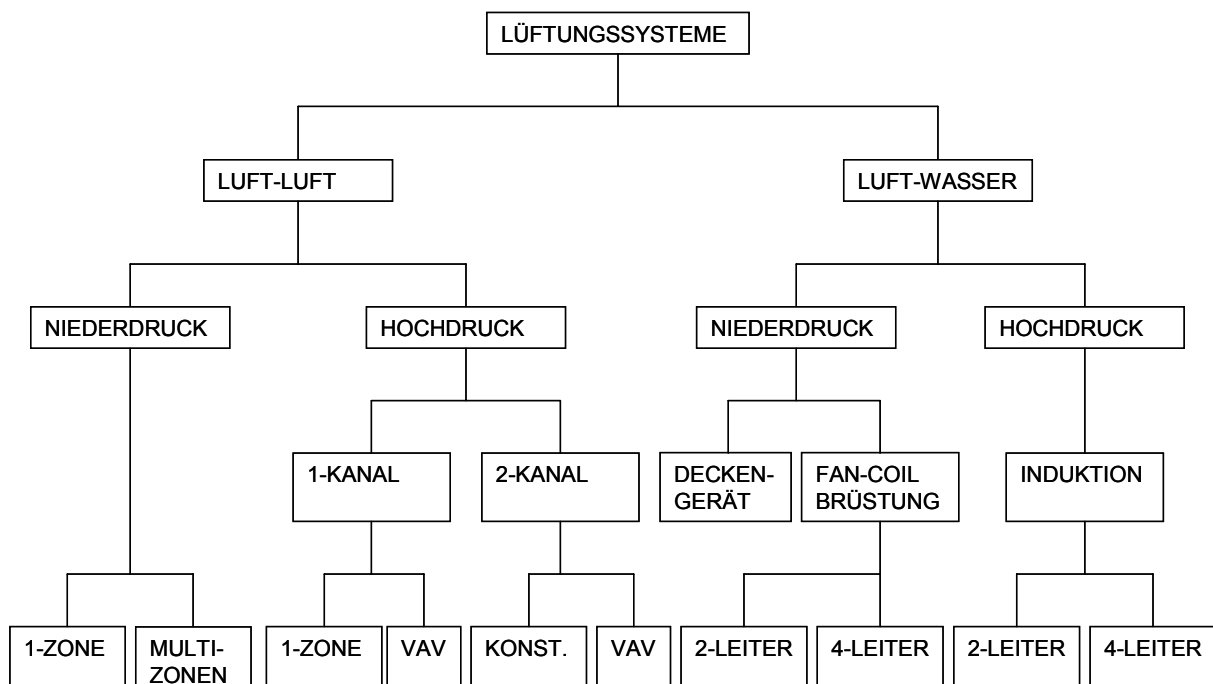 LÜFTUNGSSYSTEME
LUFT-LUFT
LUFT-WASSER
NIEDERDRUCK
HOCHDRUCK
NIEDERDRUCK
HOCHDRUCK
1-KANAL
2-KANAL
DECKEN-
GERÄT
FAN-COIL
BRÜSTUNG
INDUKTION
1-ZONE
MULTI-
ZONEN
1-ZONE
VAV
KONST.
VAV
2-LEITER
4-LEITER
2-LEITER
4-LEITER